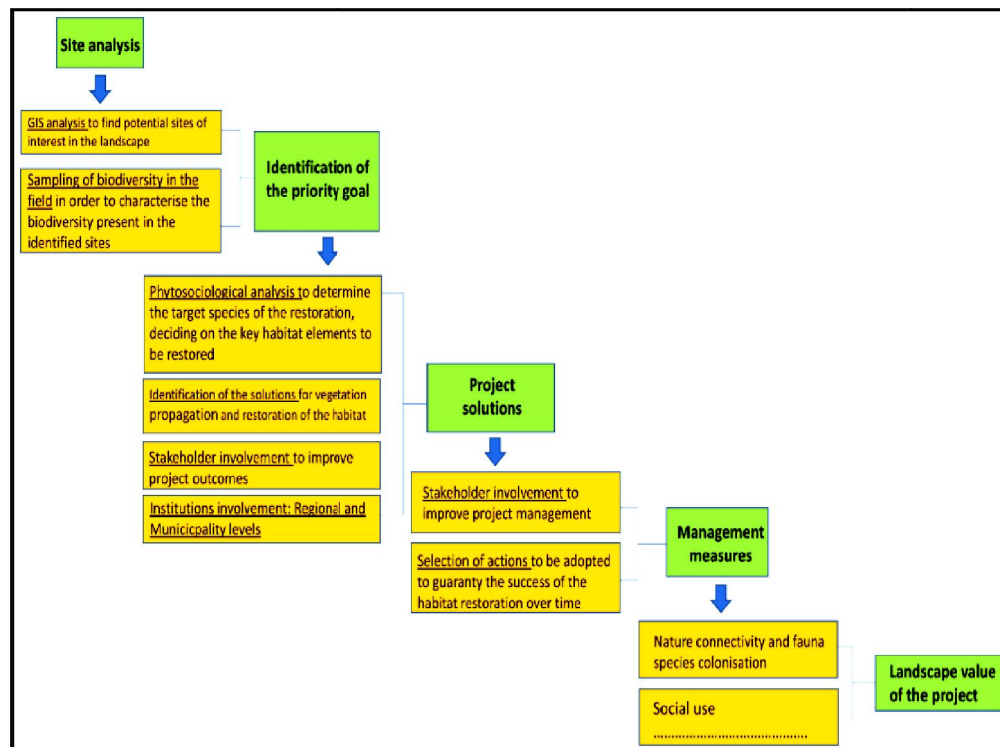 Site analysis
GIS analysis to find potential sites of
interest in the landscape
Sampling of biodiversity in the
field in order to characterise the
biodiversity present in the
identified sites
Identification of
the priority goal
Phytosociological analysis to determine
the target species of the restoration,
deciding on the key habitat elements to
be restored
Identification of the solutions for vegetation
propagation and restoration of the habitat
Stakeholder involvement to improve
project outcomes
Institutions involvement: Regional and
Municicpality levels
Project
solutions
Stakeholder involvement to
improve project management
Selection of actions to be adopted
to guaranty the success of the
habitat restoration over time
Management
measures
Nature connectivity and fauna
species colonisation
Social use
..........................................
Landscape value
of the project